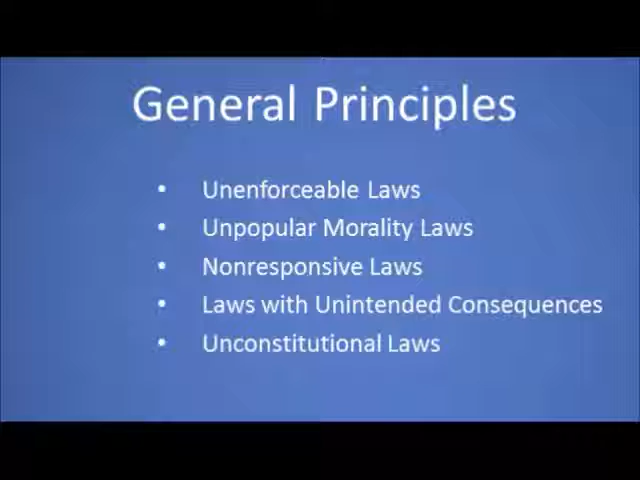 General Principles
• Unenforceable Laws
• Unpopular Morality Laws
• Nonresponsive Laws
• Laws with Unintended Consequences
• Unconstitutional Laws